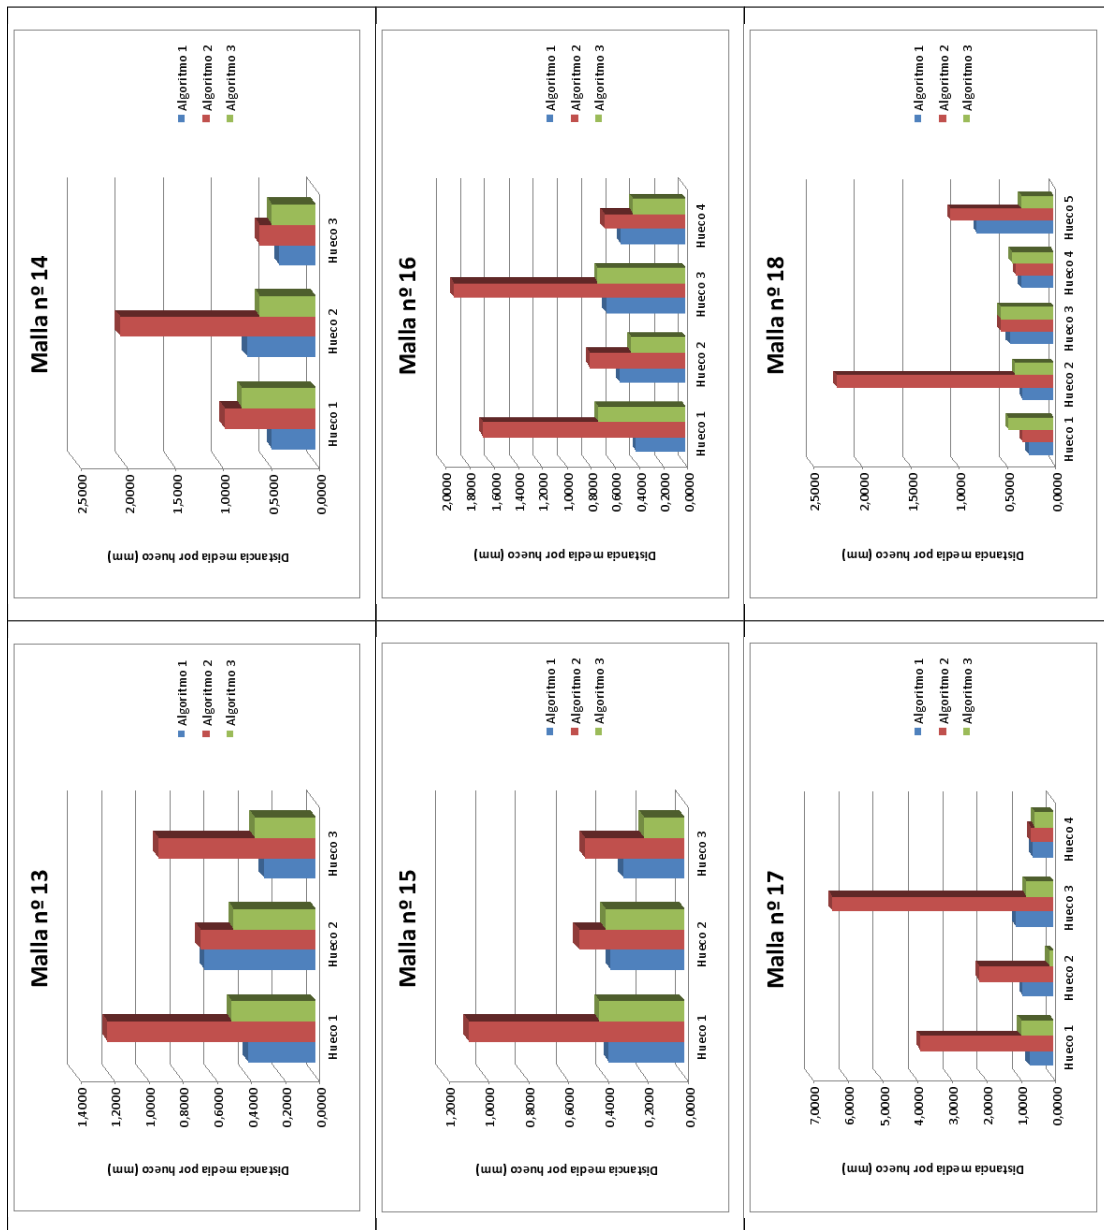 Malla nº 13
Distancia media por hueco (mm)
1,4000
1,2000
1,0000
0,8000
0,6000
0,4000
0,2000
0,0000
Hueco 1
Hueco 2
Hueco 3
Algoritmo 1
Algoritmo 2
Algoritmo 3
Malla nº 14
Distancia media por hueco (mm)
2,5000
2,0000
1,5000
1,0000
0,5000
0,0000
Hueco 1
Hueco 2
Hueco 3
Algoritmo 1
Algoritmo 2
Algoritmo 3
Malla nº 15
Distancia media por hueco (mm)
1,2000
1,0000
0,8000
0,6000
0,4000
0,2000
0,0000
Hueco 1
Hueco 2
Hueco 3
Algoritmo 1
Algoritmo 2
Algoritmo 3
Malla nº 16
Distancia media por hueco (mm)
2,0000
1,8000
1,6000
1,4000
1,2000
1,0000
0,8000
0,6000
0,4000
0,2000
0,0000
Hueco 1
Hueco 2
Hueco 3
Hueco 4
Algoritmo 1
Algoritmo 2
Algoritmo 3
Malla nº 17
Distancia media por hueco (mm)
7,0000
6,0000
5,0000
4,0000
3,0000
2,0000
1,0000
0,0000
Hueco 1
Hueco 2
Hueco 3
Hueco 4
Algoritmo 1
Algoritmo 2
Algoritmo 3
Malla nº 18
Distancia media por hueco (mm)
2,5000
2,0000
1,5000
1,0000
0,5000
0,0000
Hueco 1
Hueco 2
Hueco 3
Hueco 4
Hueco 5
Algoritmo 1
Algoritmo 2
Algoritmo 3